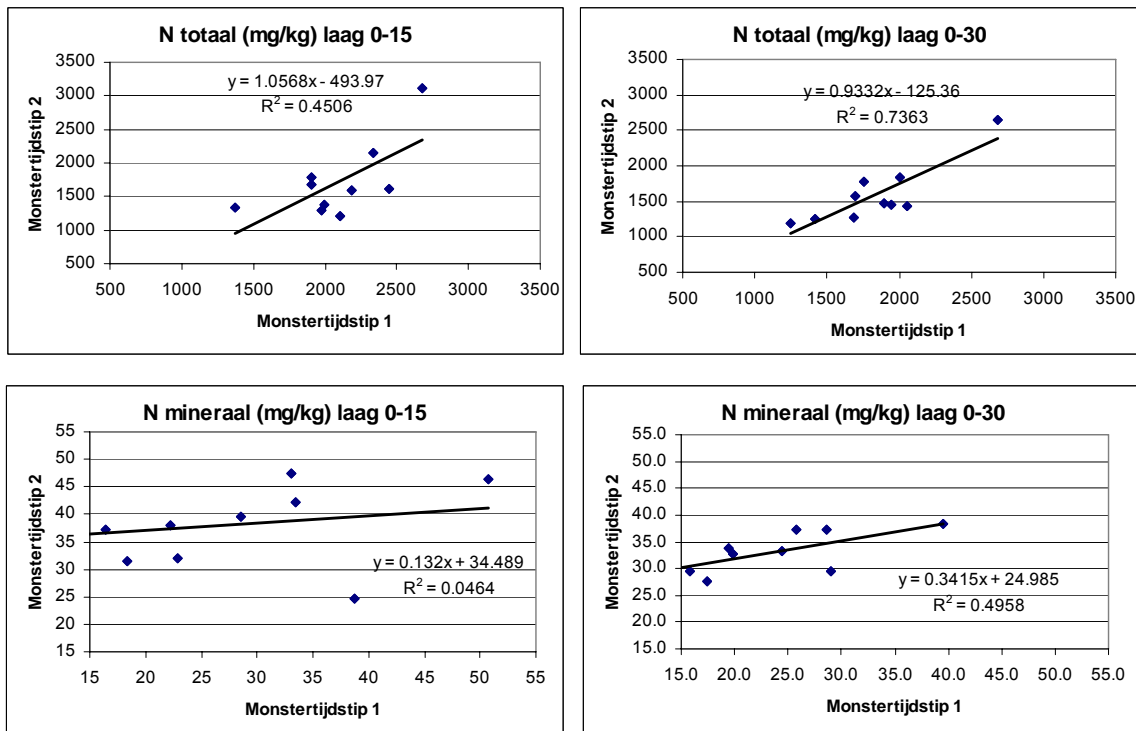 N totaal (mg/kg) laag 0-15
y = 1.0568x - 493.97
R² = 0.4506
Monstertijdstip 2
3500
3000
2500
2000
1500
1000
500
500 1000 1500 2000 2500 3000 3500
Monstertijdstip 1
N totaal (mg/kg) laag 0-30
y = 0.9332x - 125.36
R² = 0.7363
Monstertijdstip 2
3500
3000
2500
2000
1500
1000
500
500 1000 1500 2000 2500 3000 3500
Monstertijdstip 1
N mineraal (mg/kg) laag 0-15
Monstertijdstip 2
55
50
45
40
35
30
25
20
15
y = 0.132x + 34.489
R² = 0.0464
15 20 25 30 35 40 45 50 55
Monstertijdstip 1
N mineraal (mg/kg) laag 0-30
Monstertijdstip 2
55.0
50.0
45.0
40.0
35.0
30.0
25.0
20.0
15.0
y = 0.3415x + 24.985
R² = 0.4958
15.0 20.0 25.0 30.0 35.0 40.0 45.0 50.0 55.0
Monstertijdstip 1